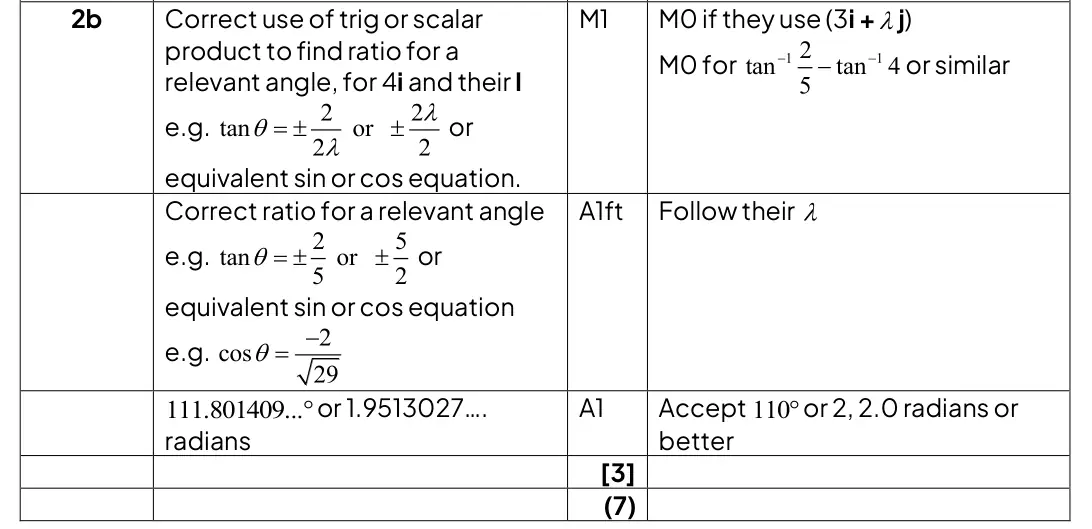 2b Correct use of trig or scalar M1 M0 if they use (3i + λj)
product to find ratio for a
relevant angle, for 4i and their I M0 for tan⁻¹ 2/5 − tan⁻¹ 4 or similar
e.g. tan θ = ± 2/2λ or ± 2λ/2 or
equivalent sin or cos equation.
Correct ratio for a relevant angle A1ft Follow their λ
e.g. tan θ = ± 2/5 or ± 5/2 or
equivalent sin or cos equation
e.g. cos θ = −2/√29
111.801409...° or 1.9513027.... A1 Accept 110° or 2, 2.0 radians or
radians better
[3]
(7)